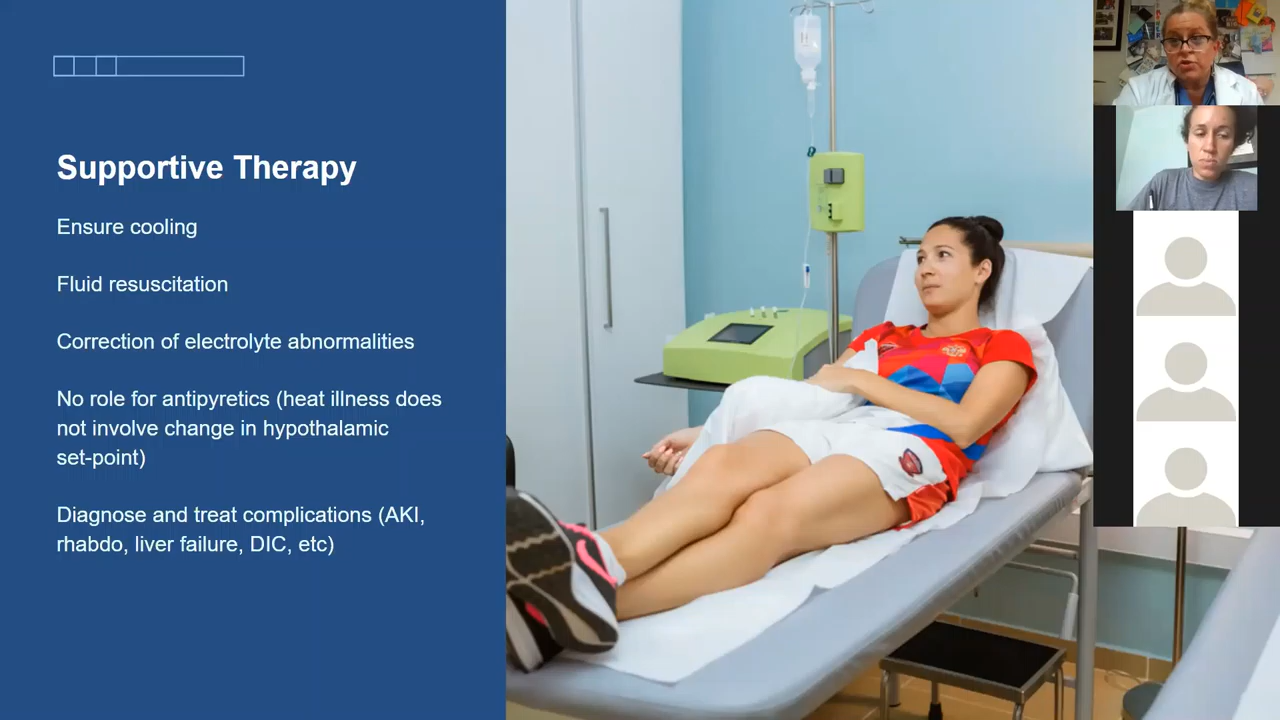 Supportive Therapy
Ensure cooling
Fluid resuscitation
Correction of electrolyte abnormalities
No role for antipyretics (heat illness does
not involve change in hypothalamic
set-point)
Diagnose and treat complications (AKI,
rhabdo, liver failure, DIC, etc)